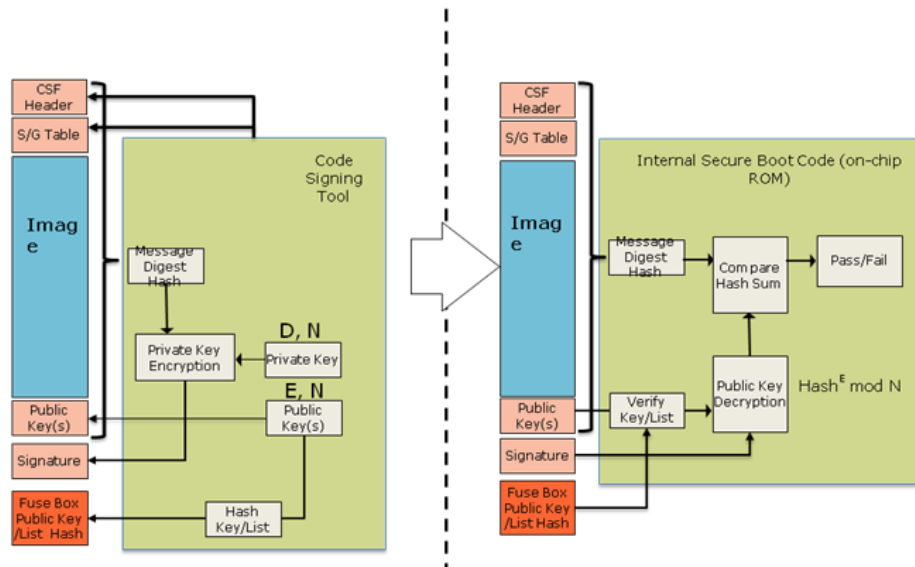 CSF
Header
S/G Table
Imag
e
Public
Key(s)
Signature
Fuse Box
Public Key
/List Hash
Code
Signing
Tool
Message
Digest
Hash
Private Key
Encryption
D, N
Private Key
E, N
Public
Key(s)
Hash
Key/List
CSF
Header
S/G Table
Imag
e
Public
Key(s)
Signature
Fuse Box
Public Key
/List Hash
Internal Secure Boot Code (on-chip
ROM)
Message
Digest
Hash
Compare
Hash Sum
Pass/Fail
Verify
Key/List
Public Key
Decryption
Hash^E mod N